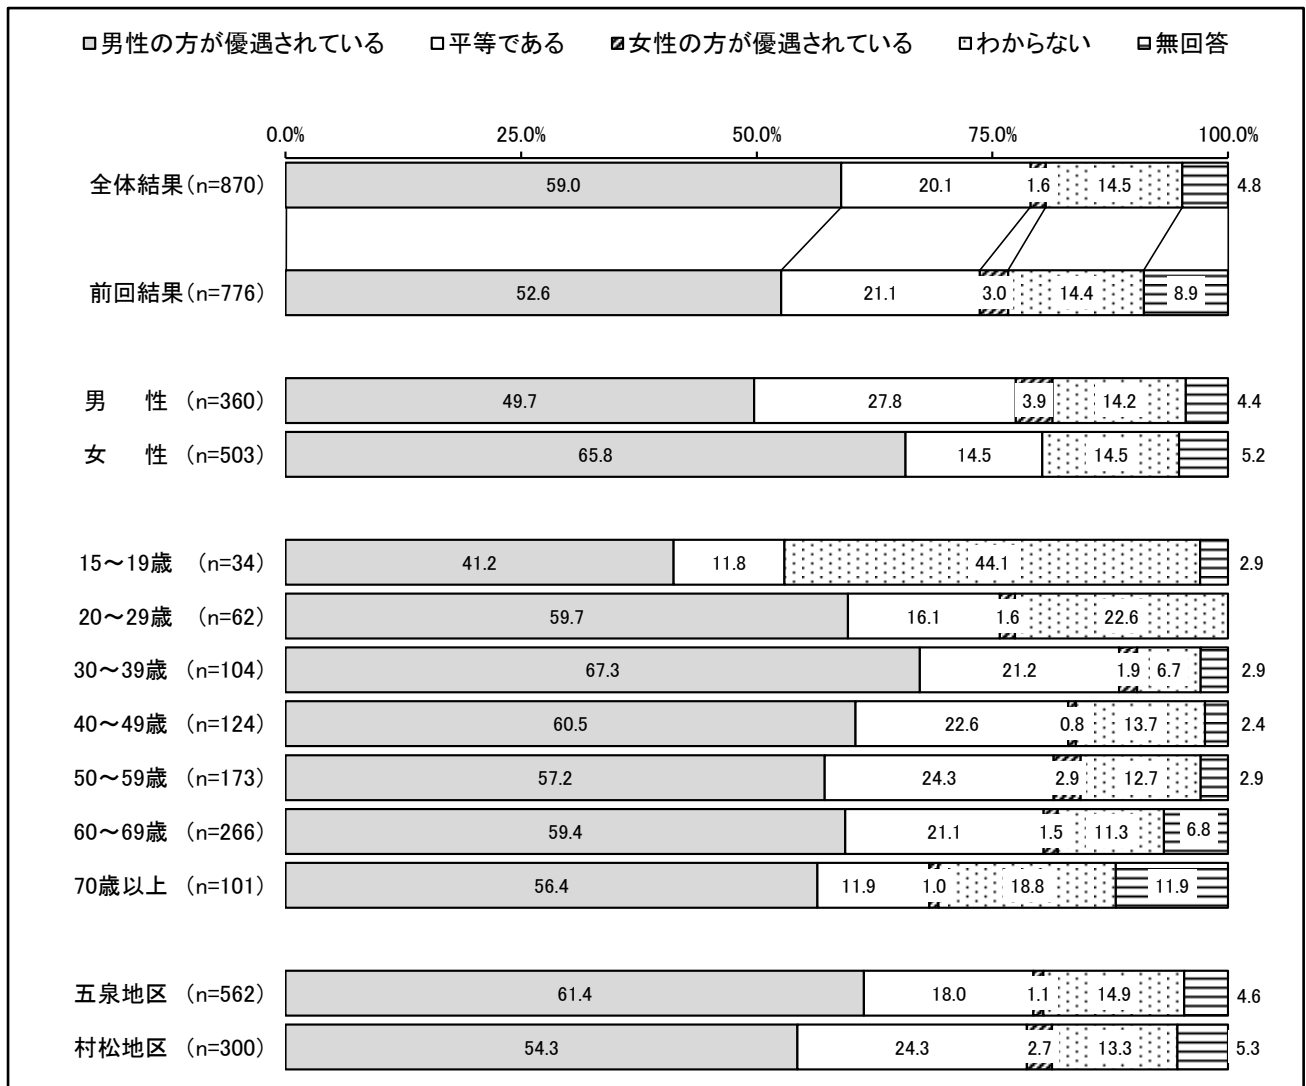 男性の方が優遇されている 平等である 女性の方が優遇されている わからない 無回答
0.0% 25.0% 50.0% 75.0% 100.0%
全体結果(n=870) 59.0 20.1 1.6 14.5 4.8
前回結果(n=776) 52.6 21.1 3.0 14.4 8.9
男 性 (n=360) 49.7 27.8 3.9 14.2 4.4
女 性 (n=503) 65.8 14.5 14.5 5.2
15～19歳 (n=34) 41.2 11.8 44.1 2.9
20～29歳 (n=62) 59.7 16.1 1.6 22.6
30～39歳 (n=104) 67.3 21.2 1.9 6.7 2.9
40～49歳 (n=124) 60.5 22.6 0.8 13.7 2.4
50～59歳 (n=173) 57.2 24.3 2.9 12.7 2.9
60～69歳 (n=266) 59.4 21.1 1.5 11.3 6.8
70歳以上 (n=101) 56.4 11.9 1.0 18.8 11.9
五泉地区 (n=562) 61.4 18.0 1.1 14.9 4.6
村松地区 (n=300) 54.3 24.3 2.7 13.3 5.3